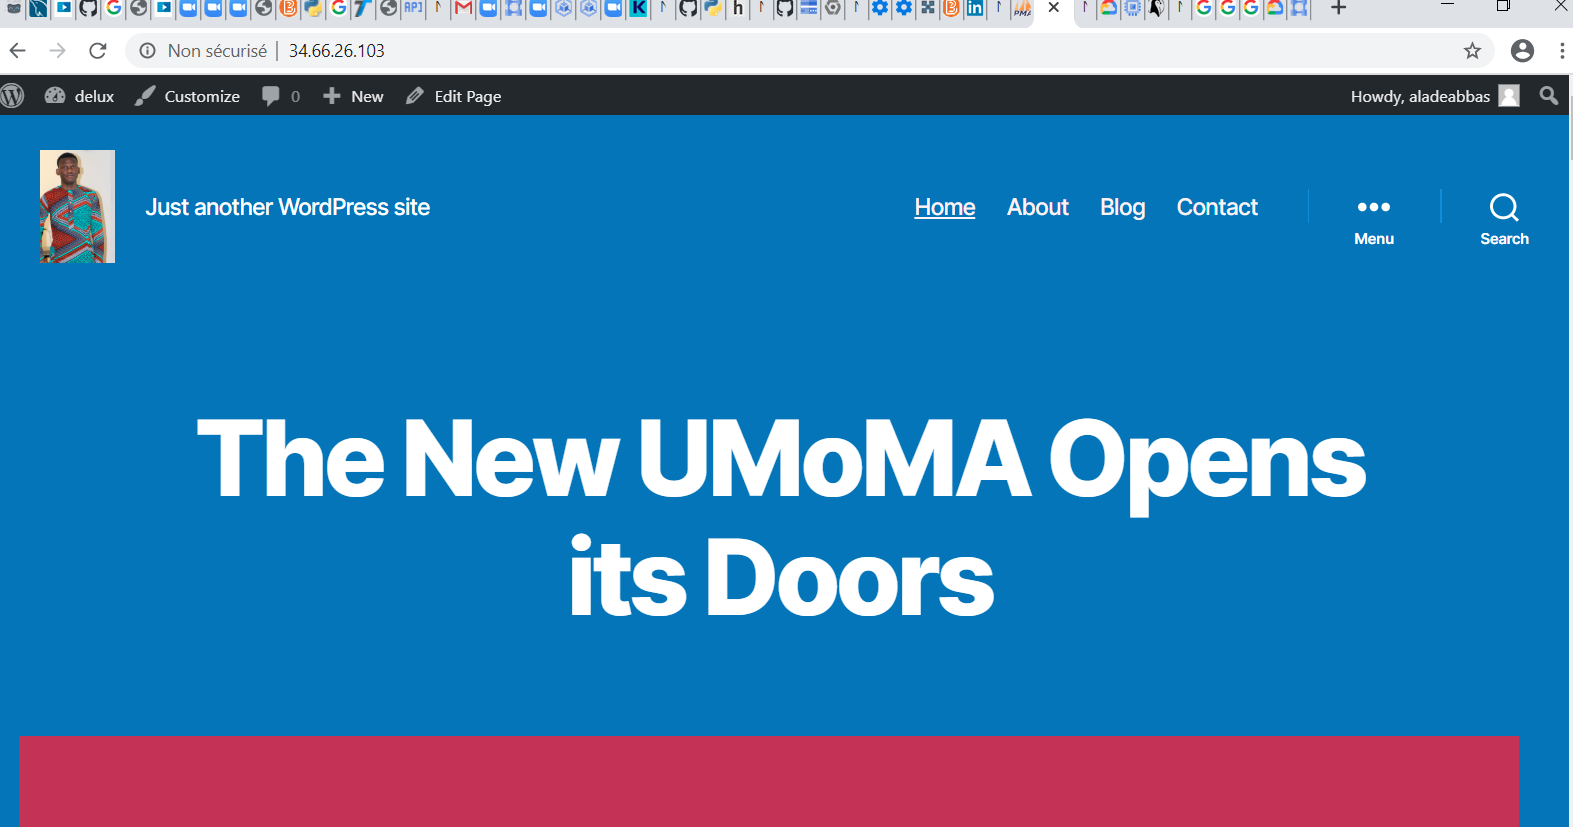 Non sécurisé | 34.66.26.103
delux Customize 0 New Edit Page Howdy, aladeabbas
Just another WordPress site
Home About Blog Contact
Menu
Search
The New UMoMA Opens
its Doors